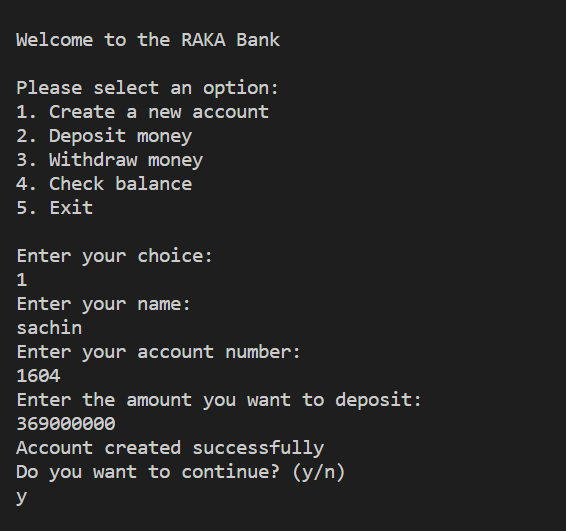 Welcome to the RAKA Bank
Please select an option:
1. Create a new account
2. Deposit money
3. Withdraw money
4. Check balance
5. Exit
Enter your choice:
1
Enter your name:
sachin
Enter your account number:
1604
Enter the amount you want to deposit:
369000000
Account created successfully
Do you want to continue? (y/n)
y